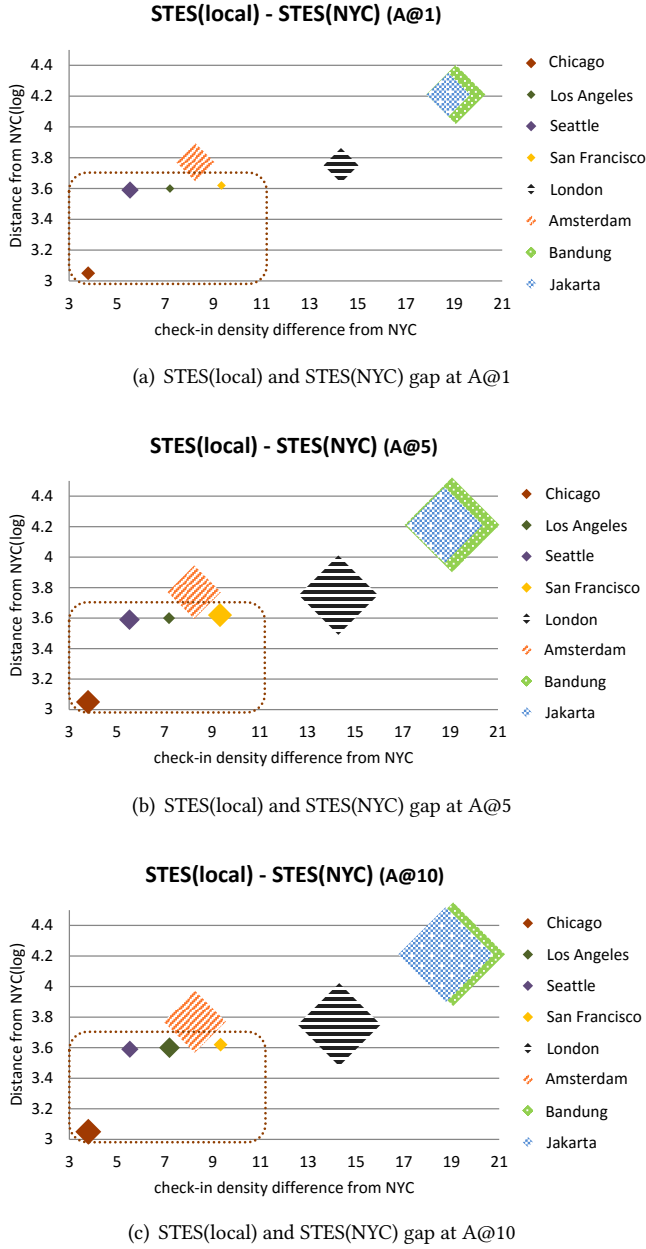 STES(local) - STES(NYC) (A@1)
Distance from NYC(log)
4.4
4.2
4
3.8
3.6
3.4
3.2
3
3 5 7 9 11 13 15 17 19 21
check-in density difference from NYC
Chicago
Los Angeles
Seattle
San Francisco
London
Amsterdam
Bandung
Jakarta
(a) STES(local) and STES(NYC) gap at A@1
STES(local) - STES(NYC) (A@5)
Distance from NYC(log)
4.4
4.2
4
3.8
3.6
3.4
3.2
3
3 5 7 9 11 13 15 17 19 21
check-in density difference from NYC
Chicago
Los Angeles
Seattle
San Francisco
London
Amsterdam
Bandung
Jakarta
(b) STES(local) and STES(NYC) gap at A@5
STES(local) - STES(NYC) (A@10)
Distance from NYC(log)
4.4
4.2
4
3.8
3.6
3.4
3.2
3
3 5 7 9 11 13 15 17 19 21
check-in density difference from NYC
Chicago
Los Angeles
Seattle
San Francisco
London
Amsterdam
Bandung
Jakarta
(c) STES(local) and STES(NYC) gap at A@10